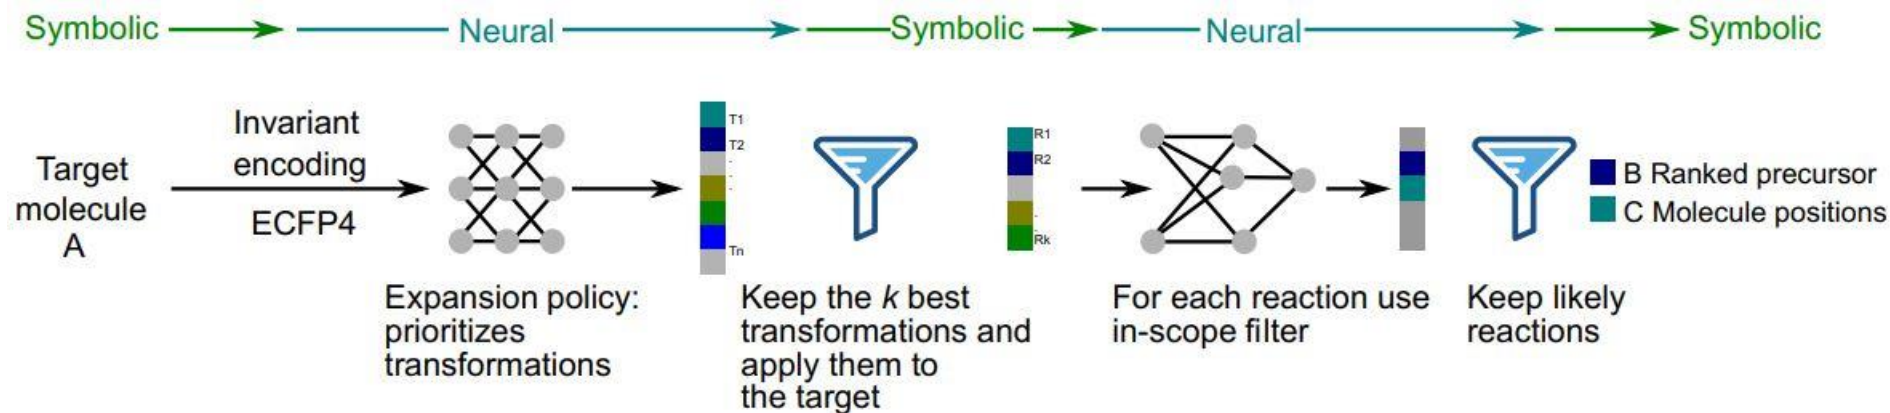 Symbolic Neural Symbolic Neural Symbolic
Target
molecule
A
Invariant
encoding
ECFP4
T1
T2
.
.
Tn
R1
R2
.
.
Rk
B Ranked precursor
C Molecule positions
Expansion policy:
prioritizes
transformations
Keep the k best
transformations and
apply them to
the target
For each reaction use
in-scope filter
Keep likely
reactions